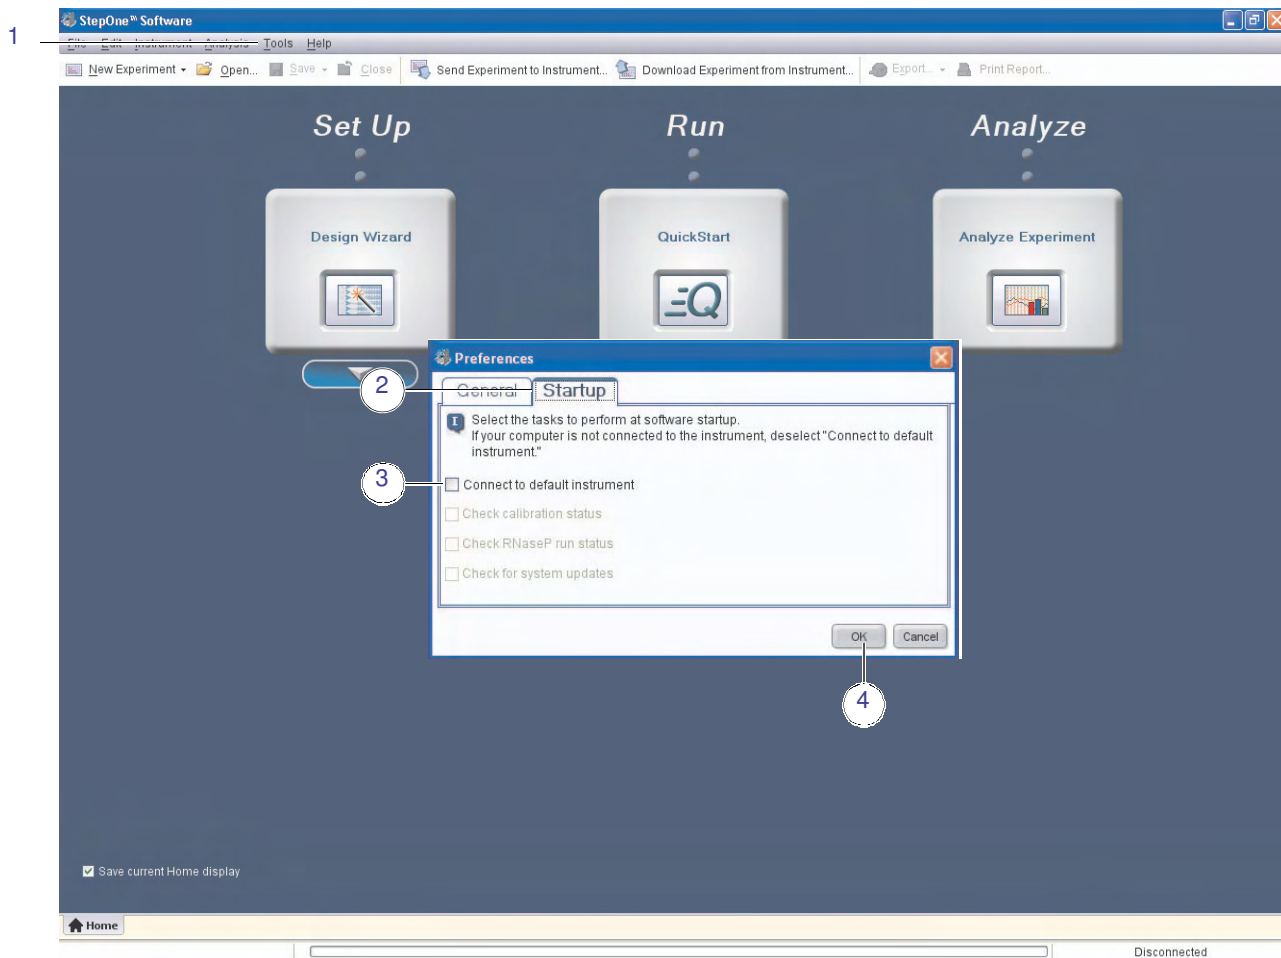 StepOne™ Software
1
File Edit Instrument Analysis Tools Help
New Experiment Open... Save Close Send Experiment to Instrument... Download Experiment from Instrument... Export... Print Report...
Set Up Run Analyze
Design Wizard QuickStart Analyze Experiment
Q
Preferences
2
General Startup
Select the tasks to perform at software startup.
If your computer is not connected to the instrument, deselect "Connect to default
instrument."
3
Connect to default instrument
Check calibration status
Check RNaseP run status
Check for system updates
OK Cancel
4
Save current Home display
Home
Disconnected